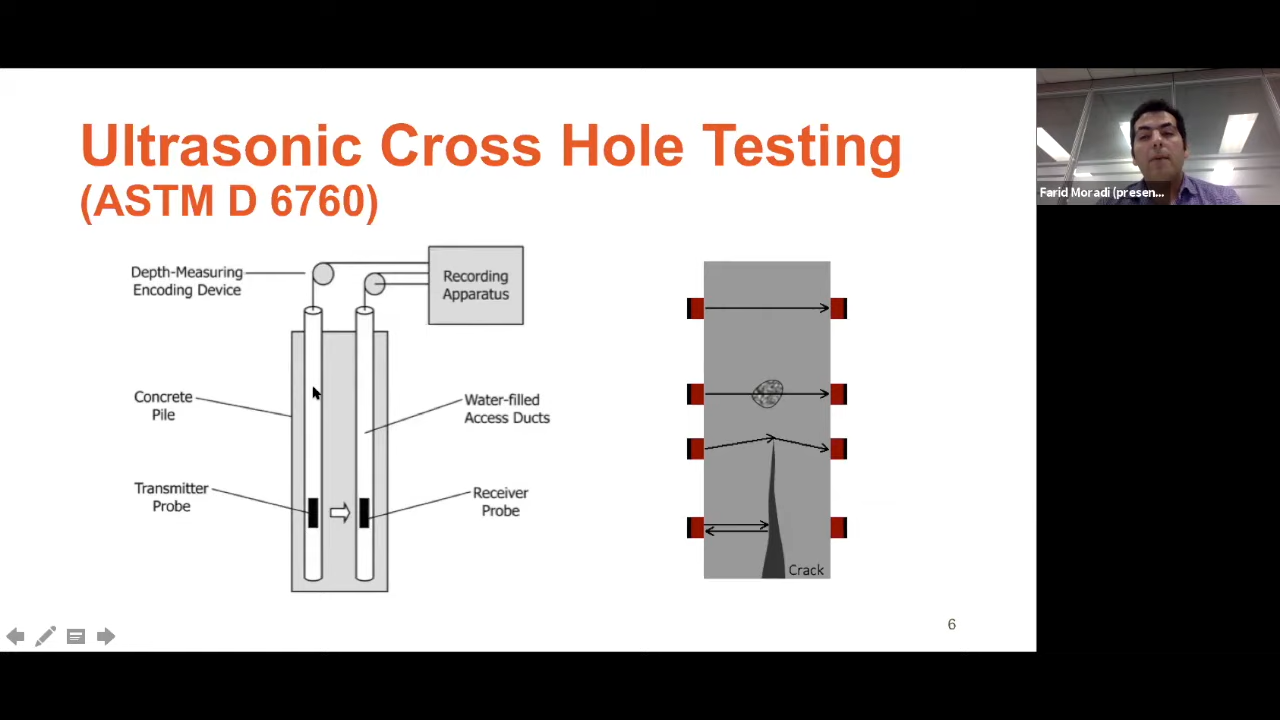 Ultrasonic Cross Hole Testing
(ASTM D 6760)
Depth-Measuring
Encoding Device
Recording
Apparatus
Concrete
Pile
Water-filled
Access Ducts
Transmitter
Probe
Receiver
Probe
Crack
6
Farid Moradi (presen...